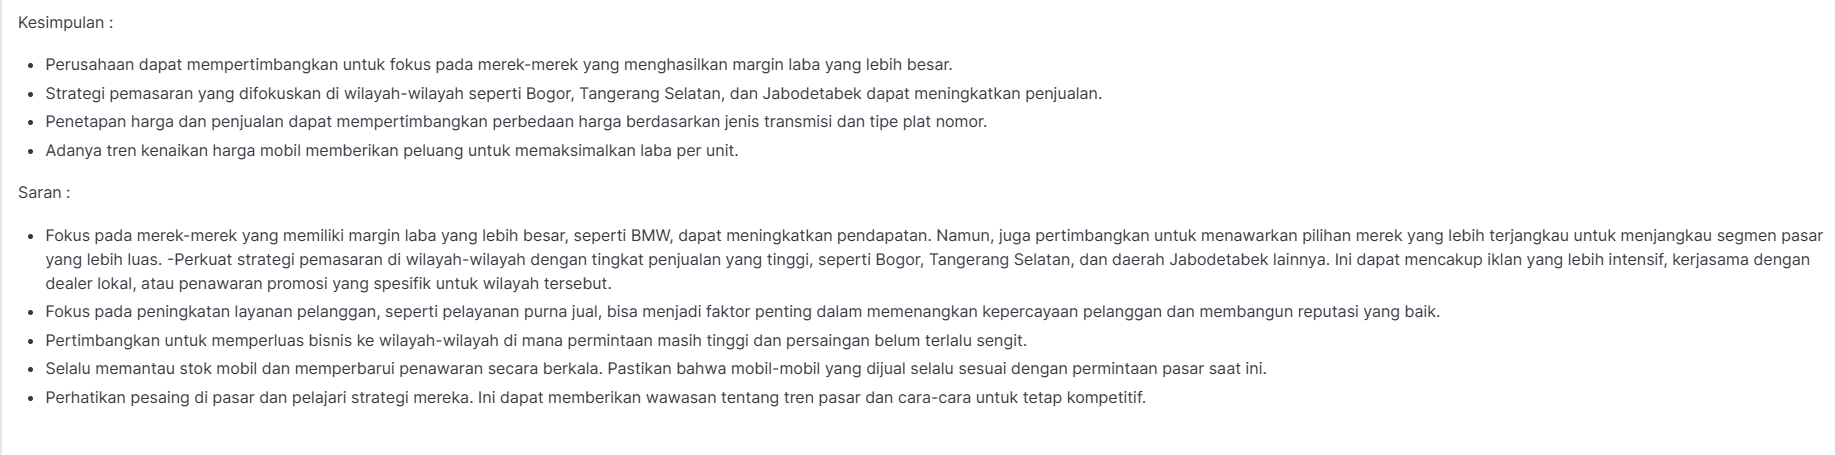 Kesimpulan :
• Perusahaan dapat mempertimbangkan untuk fokus pada merek-merek yang menghasilkan margin laba yang lebih besar.
• Strategi pemasaran yang difokuskan di wilayah-wilayah seperti Bogor, Tangerang Selatan, dan Jabodetabek dapat meningkatkan penjualan.
• Penetapan harga dan penjualan dapat mempertimbangkan perbedaan harga berdasarkan jenis transmisi dan tipe plat nomor.
• Adanya tren kenaikan harga mobil memberikan peluang untuk memaksimalkan laba per unit.
Saran :
• Fokus pada merek-merek yang memiliki margin laba yang lebih besar, seperti BMW, dapat meningkatkan pendapatan. Namun, juga pertimbangkan untuk menawarkan pilihan merek yang lebih terjangkau untuk menjangkau segmen pasar
yang lebih luas. -Perkuat strategi pemasaran di wilayah-wilayah dengan tingkat penjualan yang tinggi, seperti Bogor, Tangerang Selatan, dan daerah Jabodetabek lainnya. Ini dapat mencakup iklan yang lebih intensif, kerjasama dengan
dealer lokal, atau penawaran promosi yang spesifik untuk wilayah tersebut.
• Fokus pada peningkatan layanan pelanggan, seperti pelayanan purna jual, bisa menjadi faktor penting dalam memenangkan kepercayaan pelanggan dan membangun reputasi yang baik.
• Pertimbangkan untuk memperluas bisnis ke wilayah-wilayah di mana permintaan masih tinggi dan persaingan belum terlalu sengit.
• Selalu memantau stok mobil dan memperbarui penawaran secara berkala. Pastikan bahwa mobil-mobil yang dijual selalu sesuai dengan permintaan pasar saat ini.
• Perhatikan pesaing di pasar dan pelajari strategi mereka. Ini dapat memberikan wawasan tentang tren pasar dan cara-cara untuk tetap kompetitif.